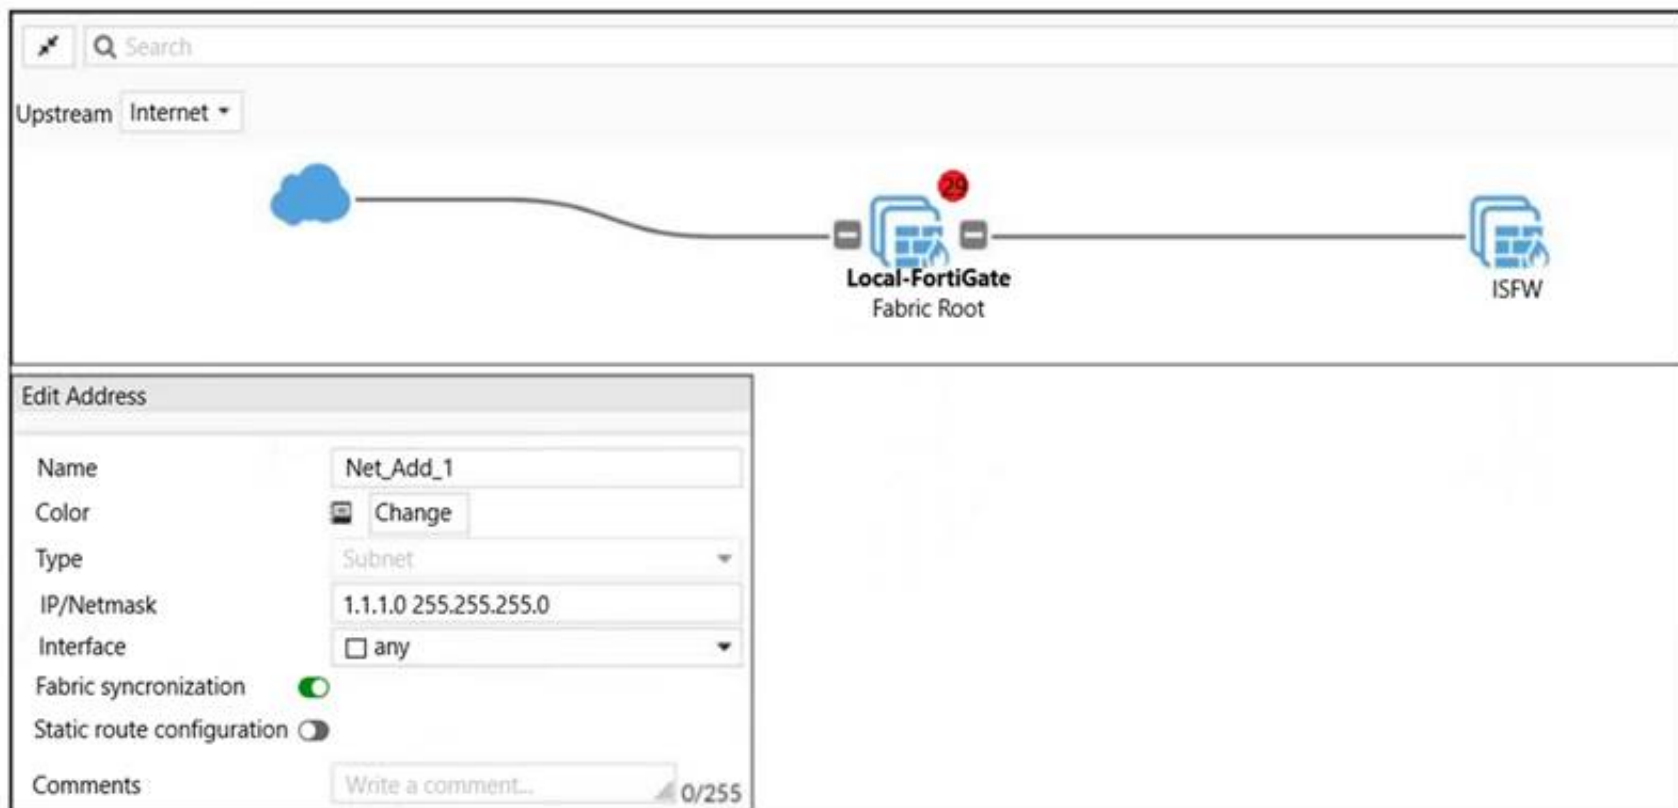 Search
Upstream Internet
29
Local-FortiGate
Fabric Root
ISFW
Edit Address
Name Net_Add_1
Color Change
Type Subnet
IP/Netmask 1.1.1.0 255.255.255.0
Interface any
Fabric syncronization
Static route configuration
Comments Write a comment... 0/255